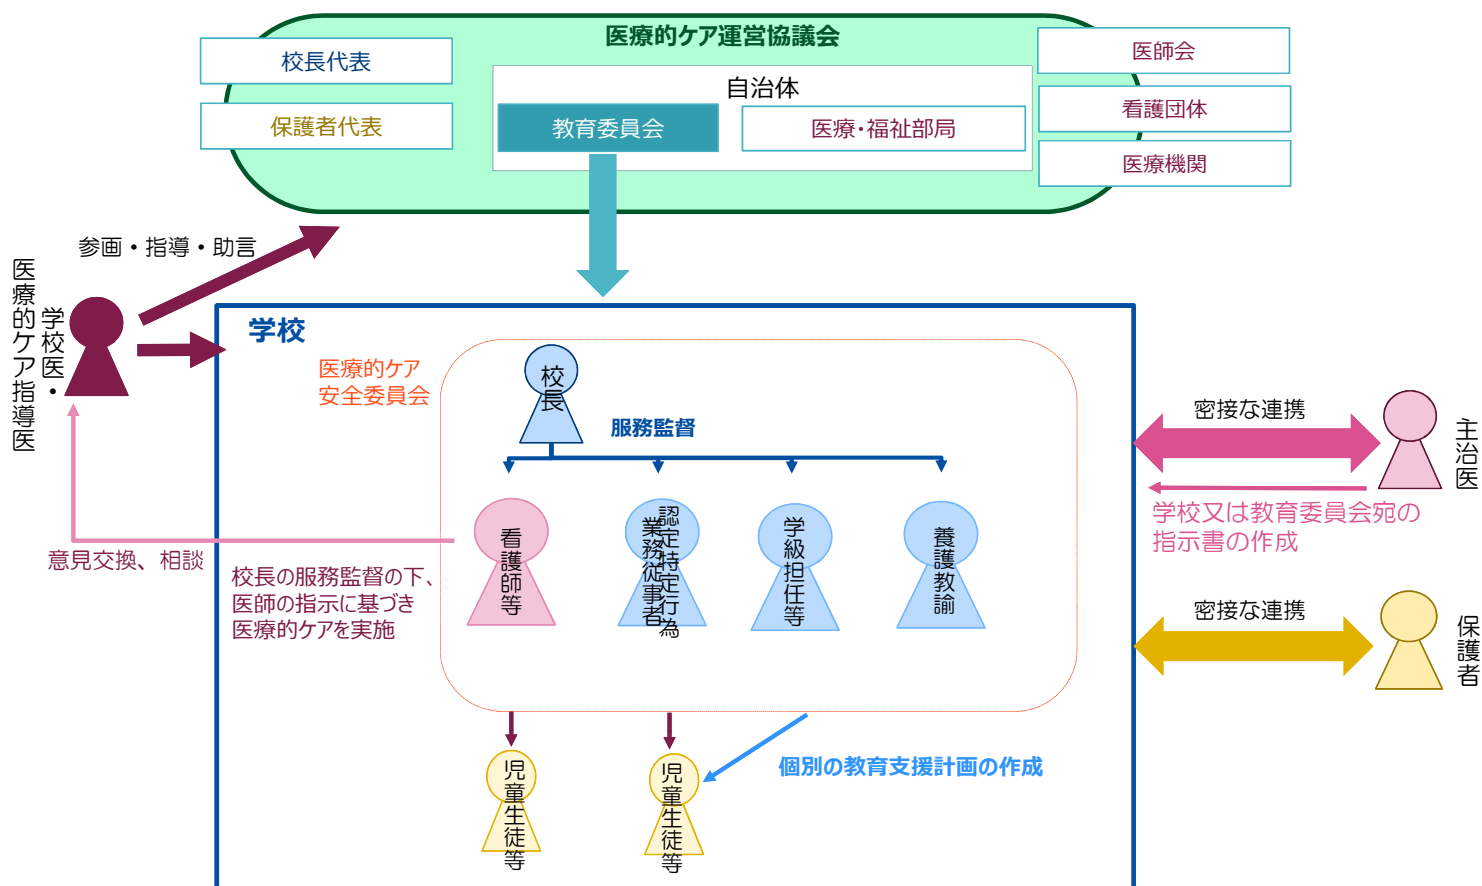 医療的ケア運営協議会
校長代表
保護者代表
自治体
教育委員会
医療・福祉部局
医師会
看護団体
医療機関
参画・指導・助言
学校医・
医療的ケア指導医
学校
医療的ケア
安全委員会
校長
服務監督
看護師等
認定特定行為
業務従事者
学級担任等
養護教諭
意見交換、相談
校長の服務監督の下、
医師の指示に基づき
医療的ケアを実施
密接な連携
主治医
学校又は教育委員会宛の
指示書の作成
密接な連携
保護者
児童生徒等
児童生徒等
個別の教育支援計画の作成